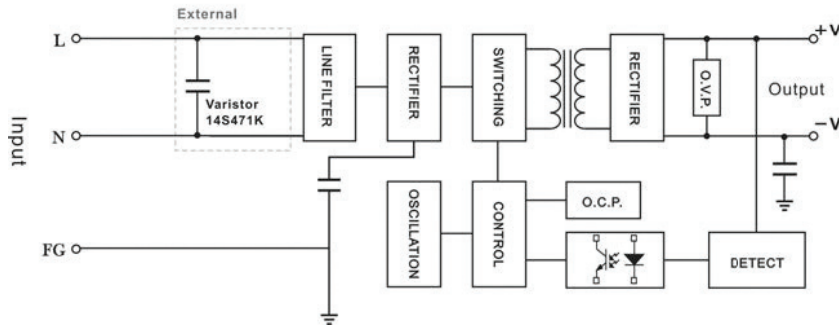 External
L
+V
LINE FILTER
RECTIFIER
SWITCHING
RECTIFIER
O.V.P.
Output
Varistor
14S471K
Input
N
-V
OSCILLATION
CONTROL
O.C.P.
FG
DETECT